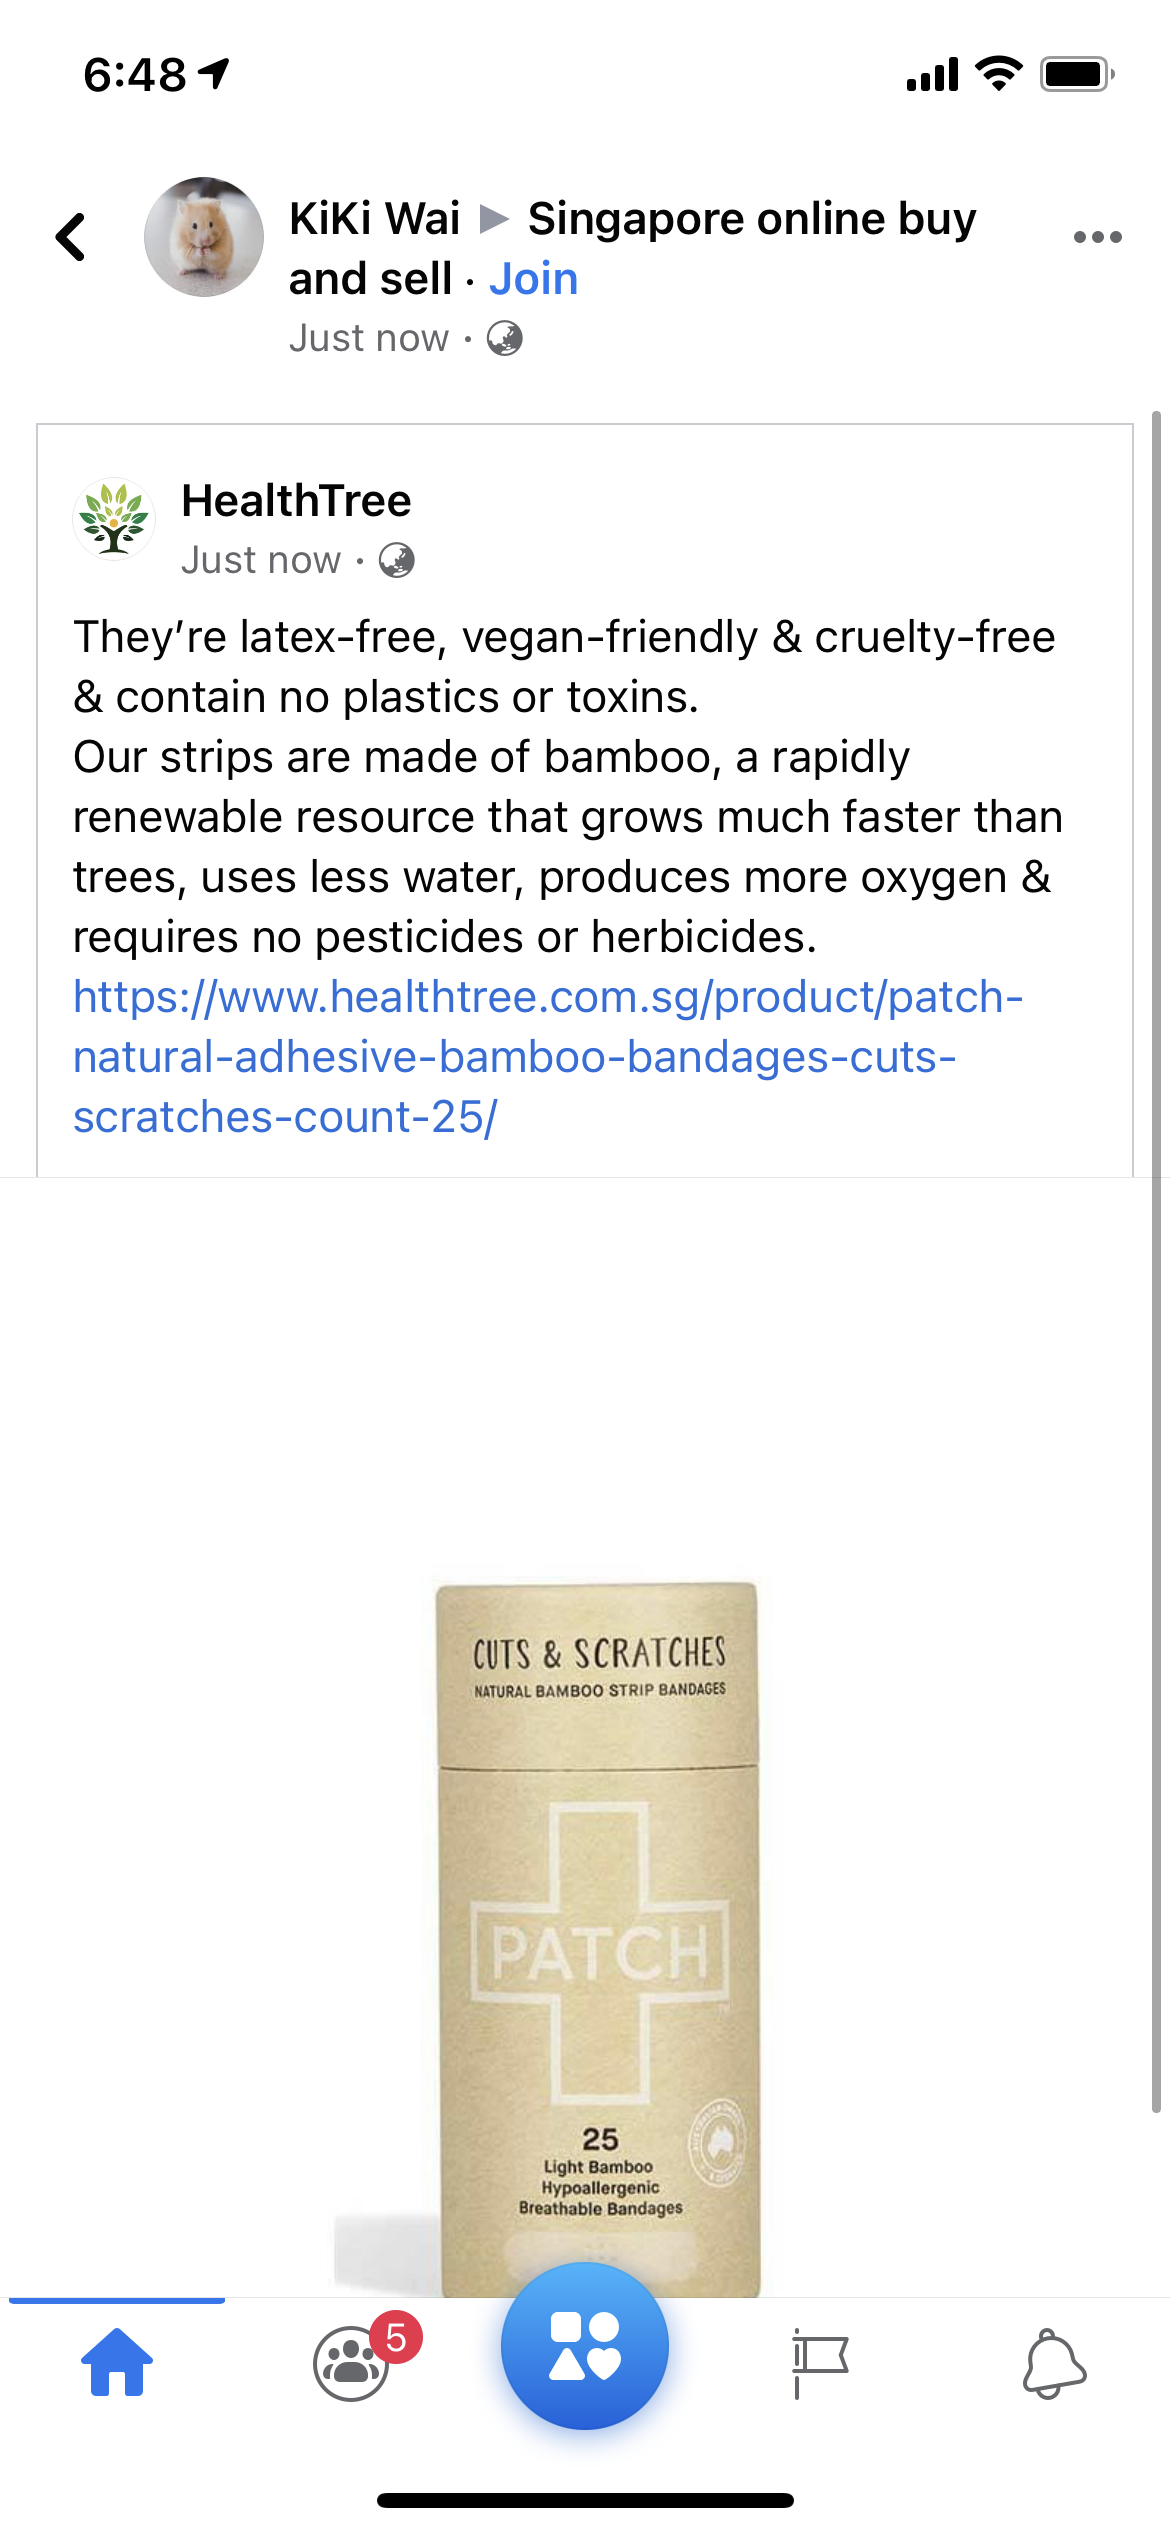 6:48
KiKi Wai ▶ Singapore online buy
and sell · Join
Just now ·
HealthTree
Just now ·
They're latex-free, vegan-friendly & cruelty-free
& contain no plastics or toxins.
Our strips are made of bamboo, a rapidly
renewable resource that grows much faster than
trees, uses less water, produces more oxygen &
requires no pesticides or herbicides.
https://www.healthtree.com.sg/product/patch-
natural-adhesive-bamboo-bandages-cuts-
scratches-count-25/
CUTS & SCRATCHES
NATURAL BAMBOO STRIP BANDAGES
PATCH
25
Light Bamboo
Hypoallergenic
Breathable Bandages
5